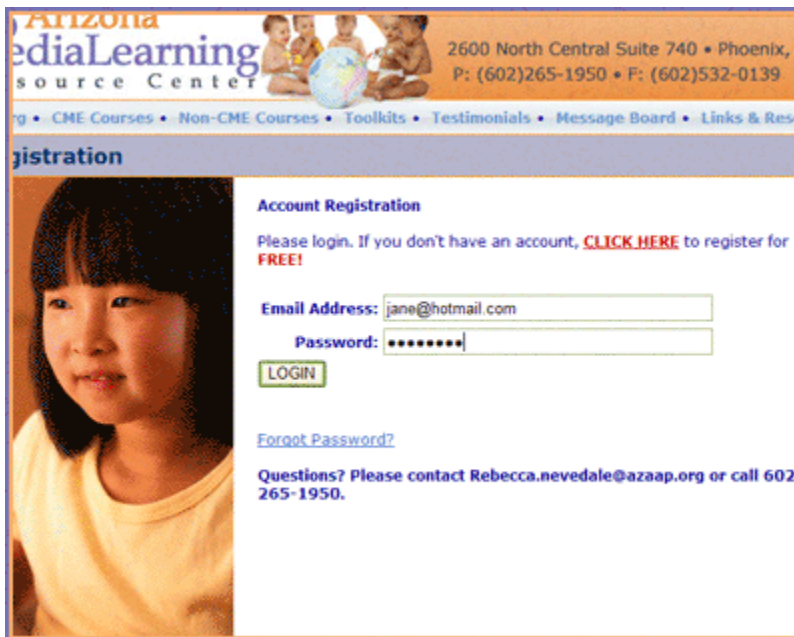 Arizona
ediaLearning
source Center
2600 North Central Suite 740 • Phoenix,
P: (602)265-1950 • F: (602)532-0139
rg • CME Courses • Non-CME Courses • Toolkits • Testimonials • Message Board • Links & Res
gistration
Account Registration
Please login. If you don't have an account, CLICK HERE to register for
FREE!
Email Address: jane@hotmail.com
Password: ••••••••
LOGIN
Forgot Password?
Questions? Please contact Rebecca.nevedale@azaap.org or call 602
265-1950.